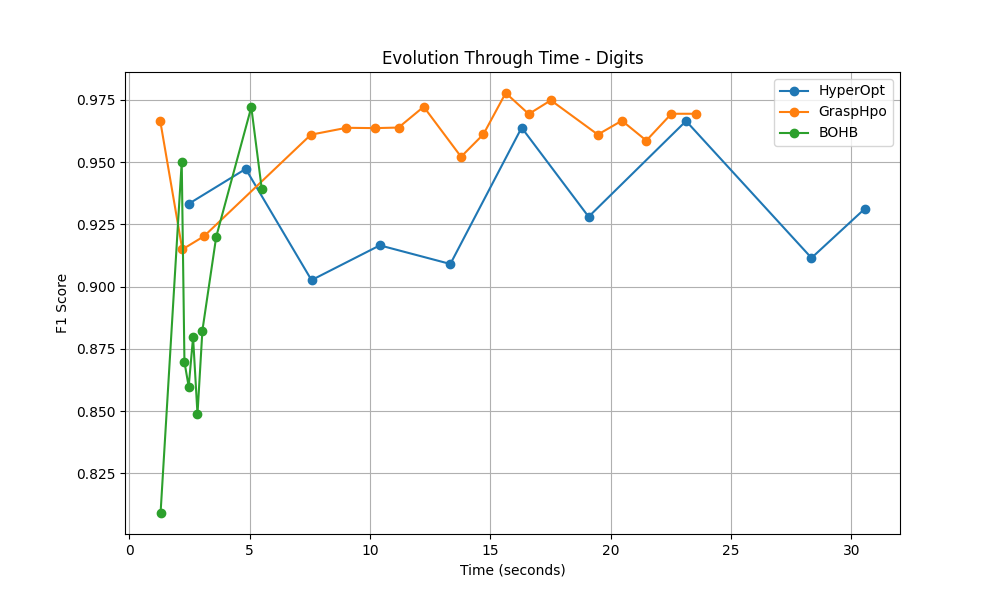 Evolution Through Time - Digits
HyperOpt
GraspHpo
BOHB
F1 Score
0.975
0.950
0.925
0.900
0.875
0.850
0.825
0
5
10
15
20
25
30
Time (seconds)